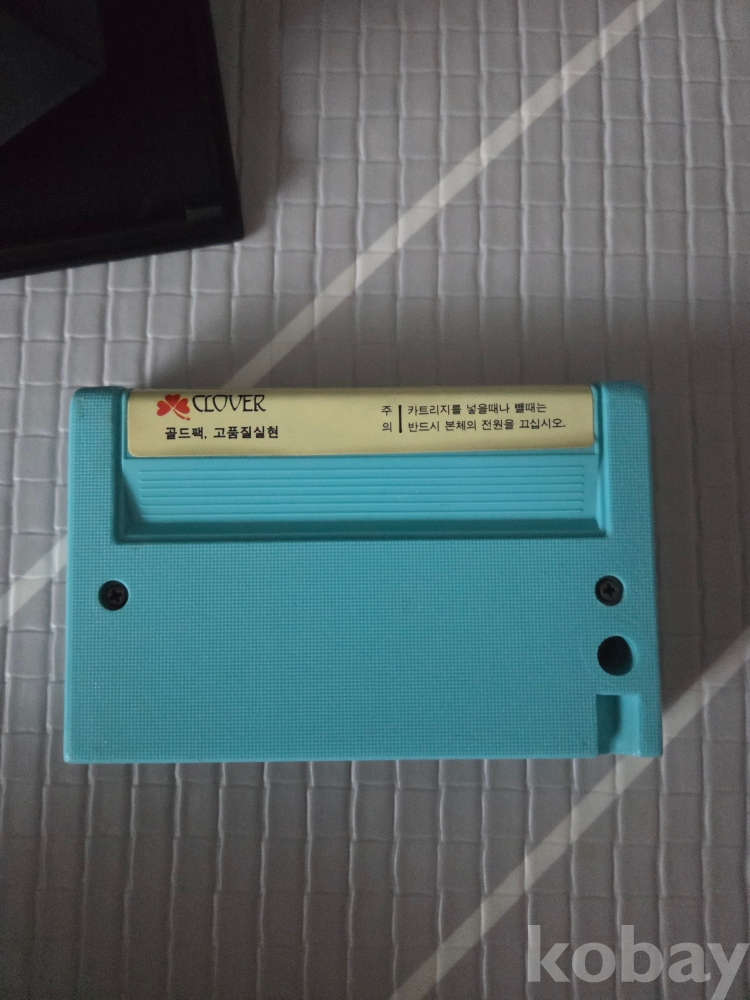 CLOVER
골드팩, 고품질실현
주 의
카트리지를 넣을때나 뺄때는
반드시 본체의 전원을 끄십시오.
kobay